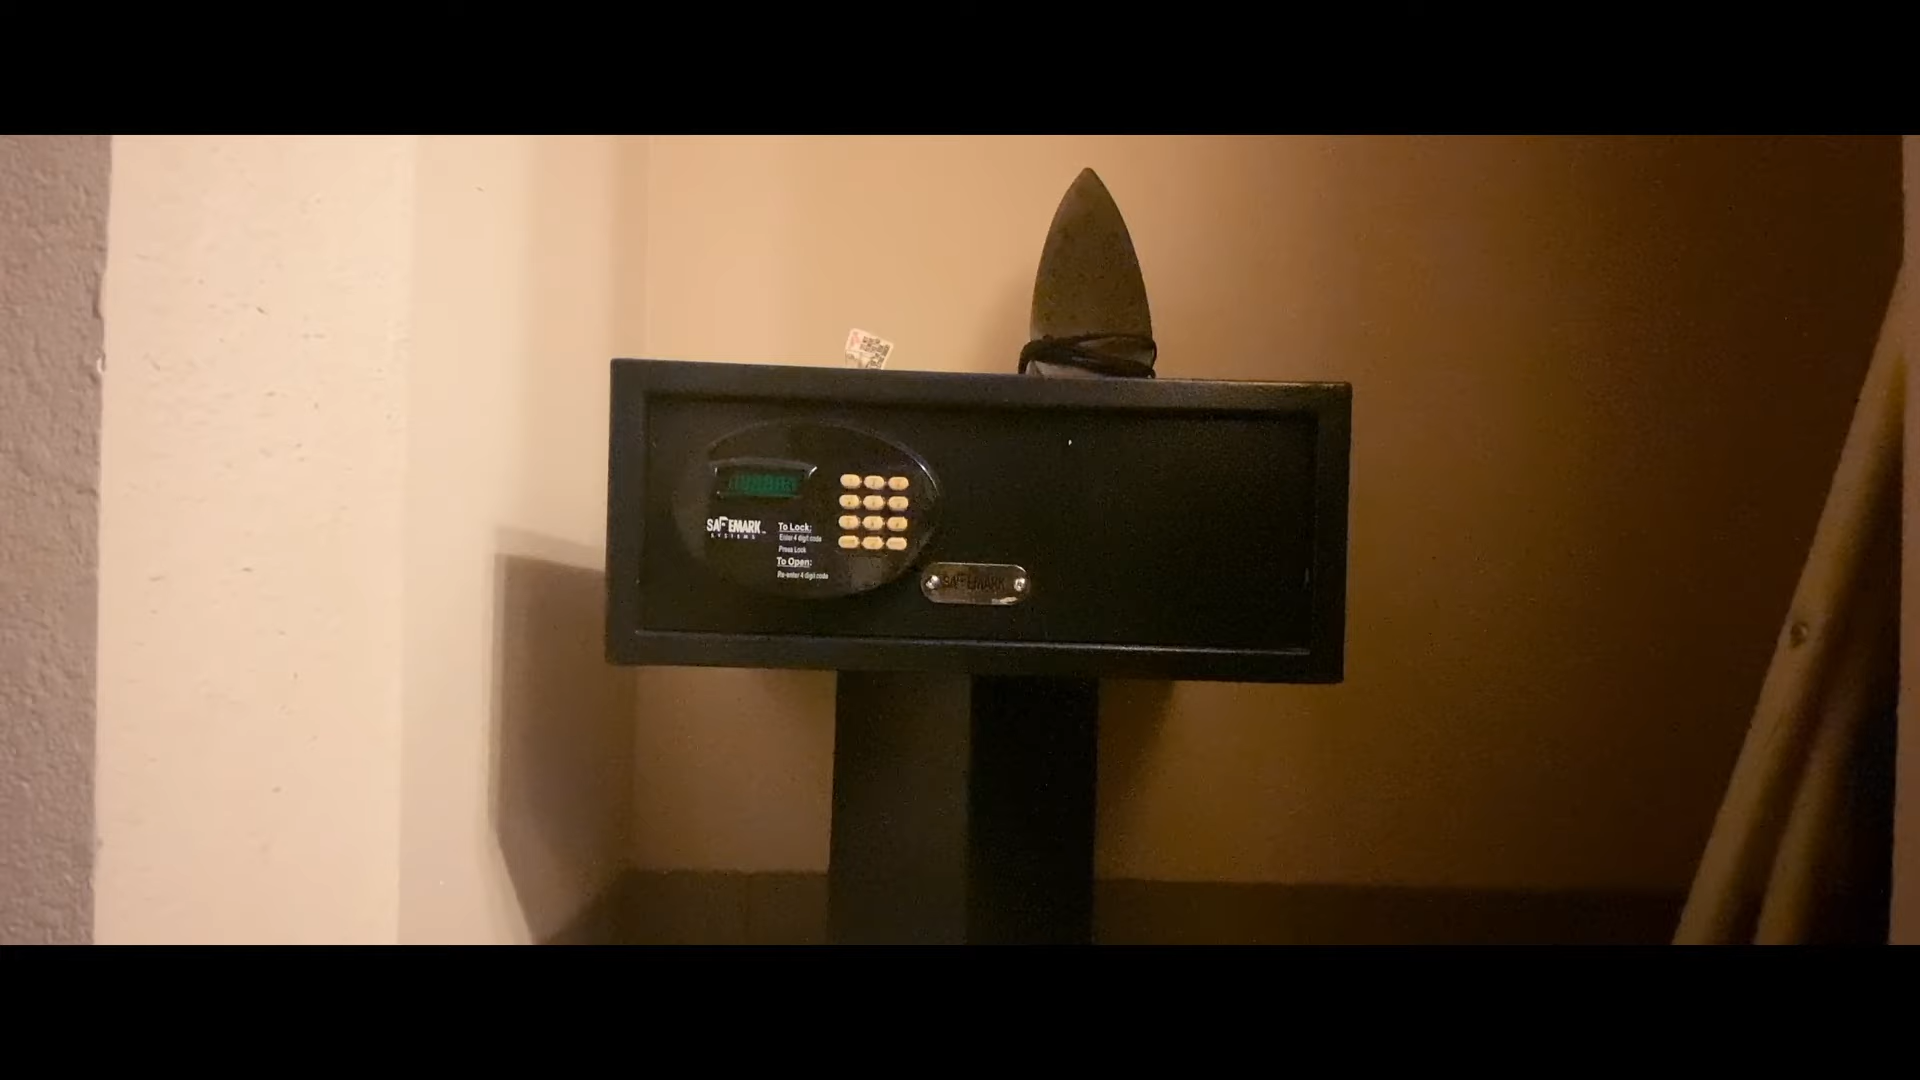 SAFEMARK
SYSTEMS
To Lock:
Enter 4 digit code
Press Lock
To Open:
Re-enter 4 digit code
SAFEMARK